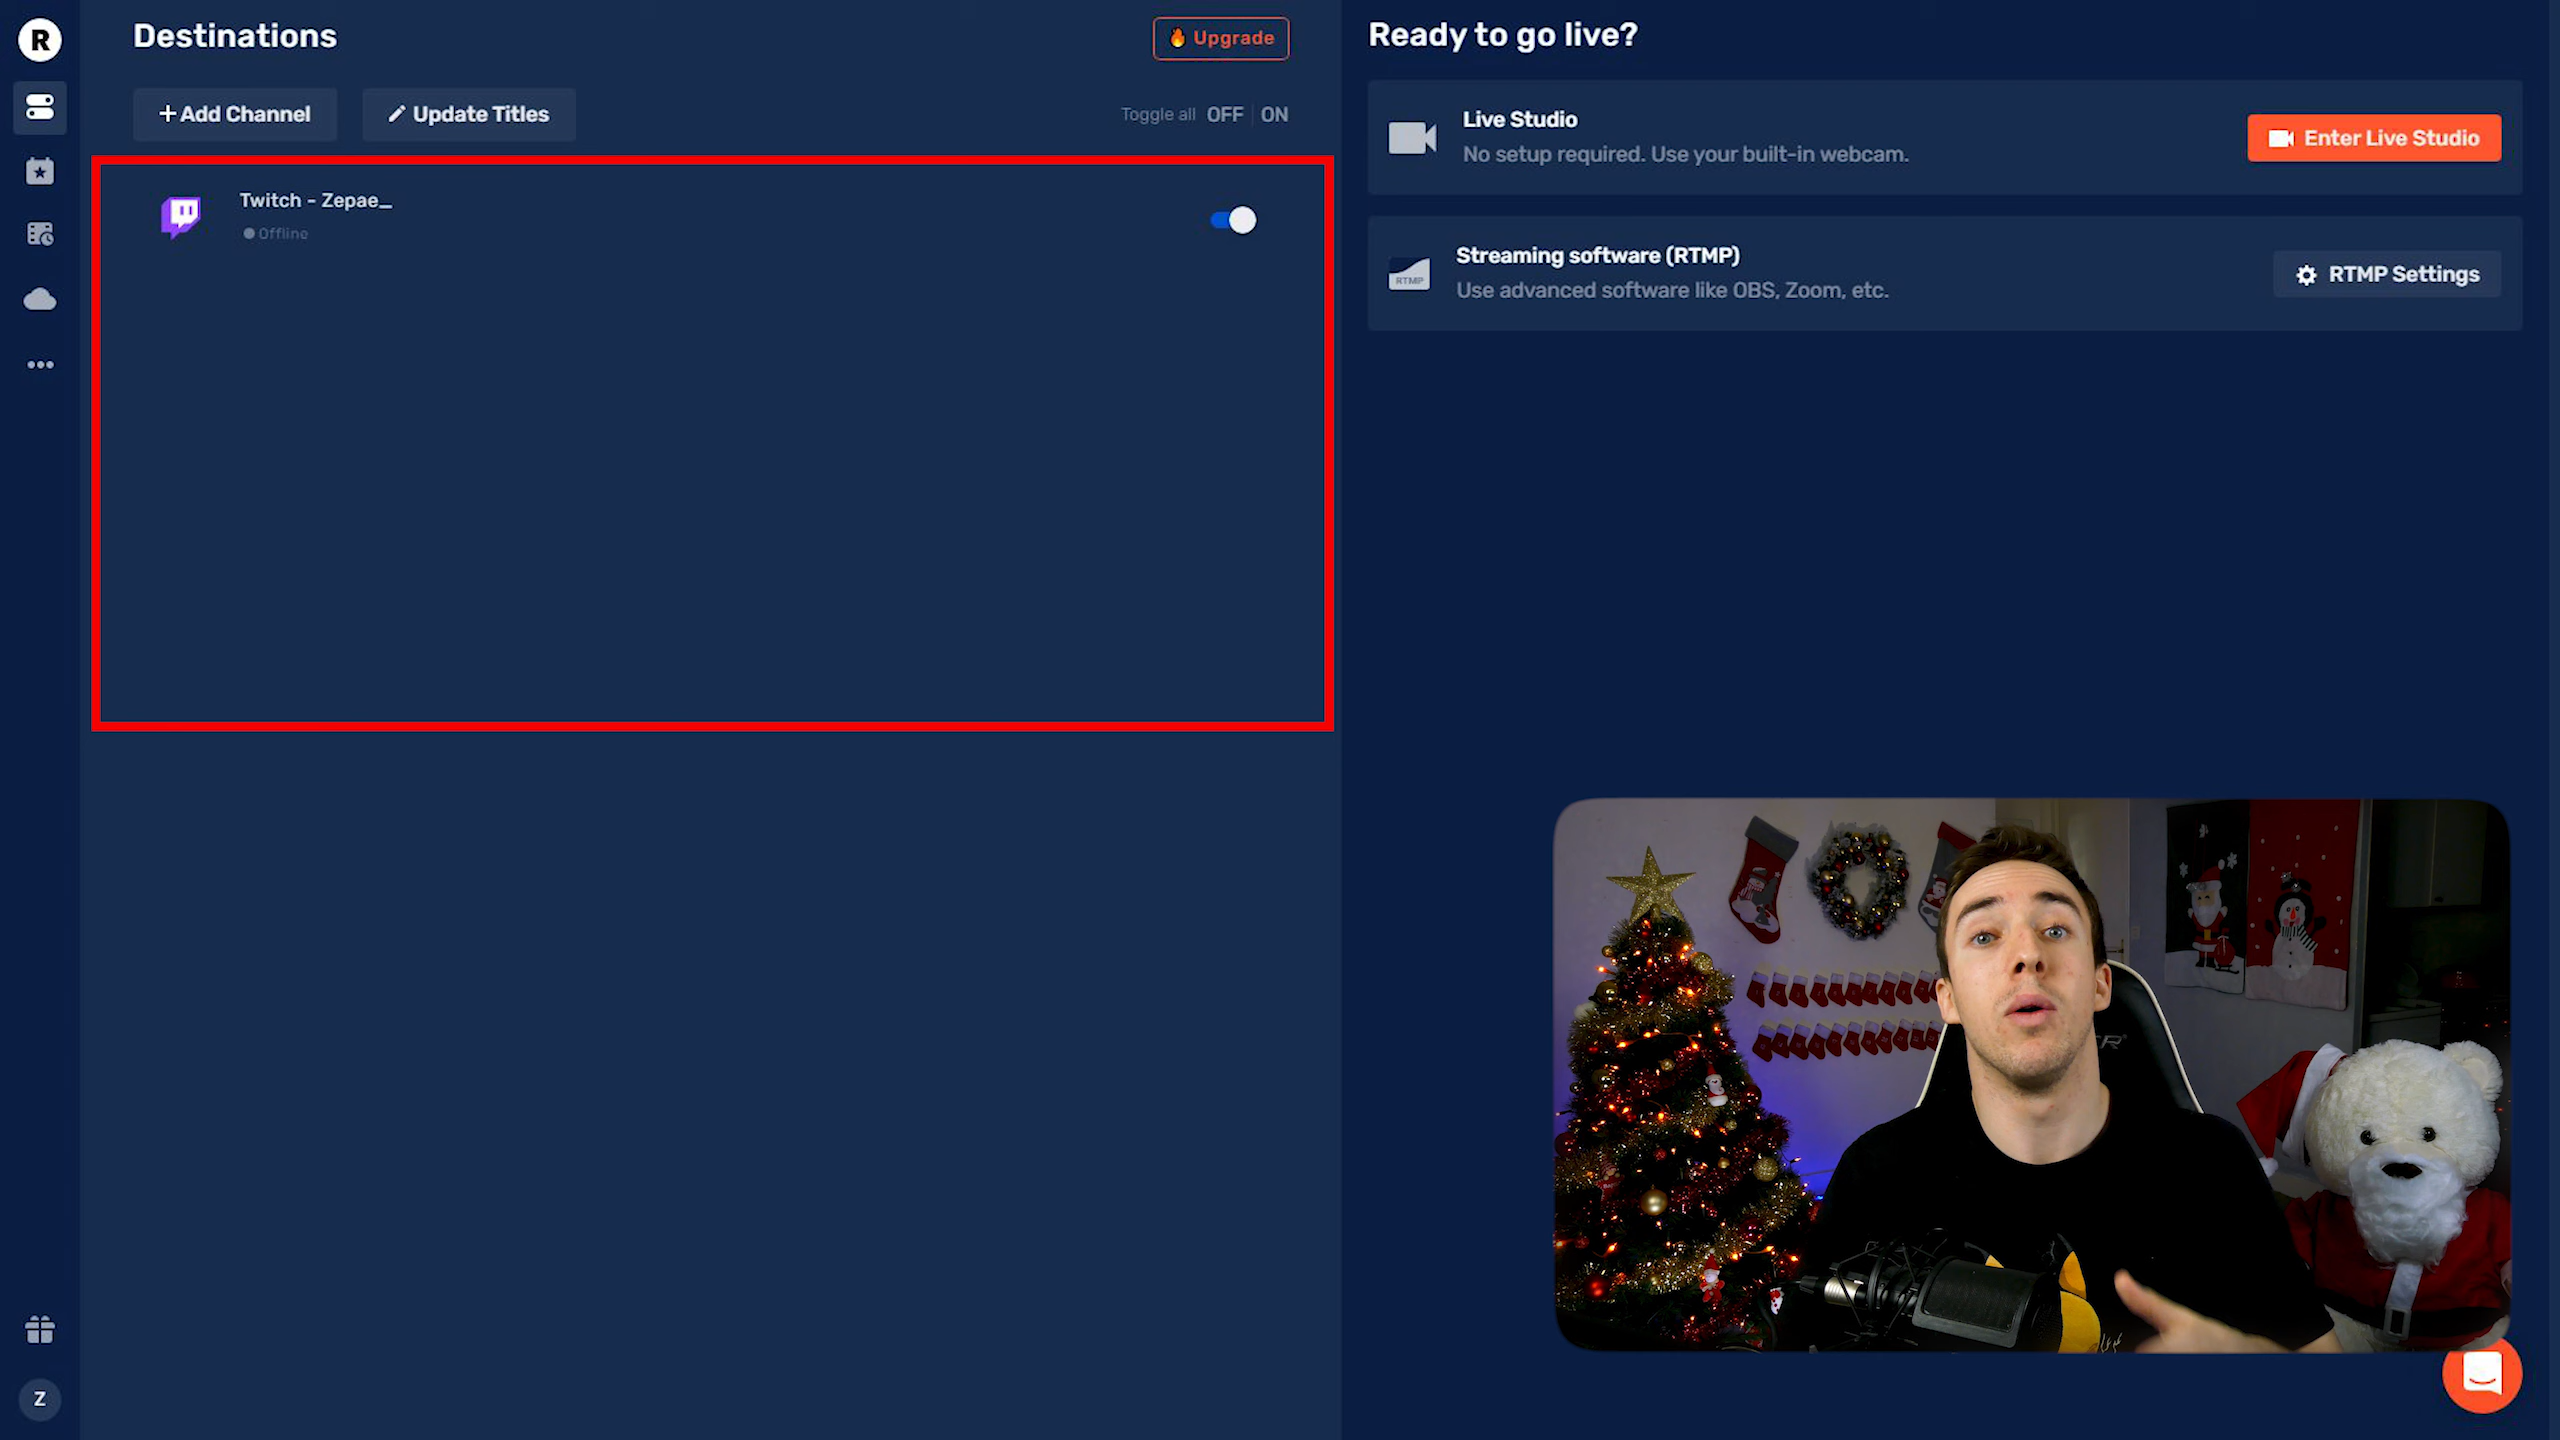 R
Destinations
Upgrade
Add Channel
Update Titles
Toggle all OFF ON
Twitch - Zepae_
Offline
Z
Ready to go live?
Live Studio
No setup required. Use your built-in webcam.
Enter Live Studio
RTMP
Streaming software (RTMP)
Use advanced software like OBS, Zoom, etc.
RTMP Settings